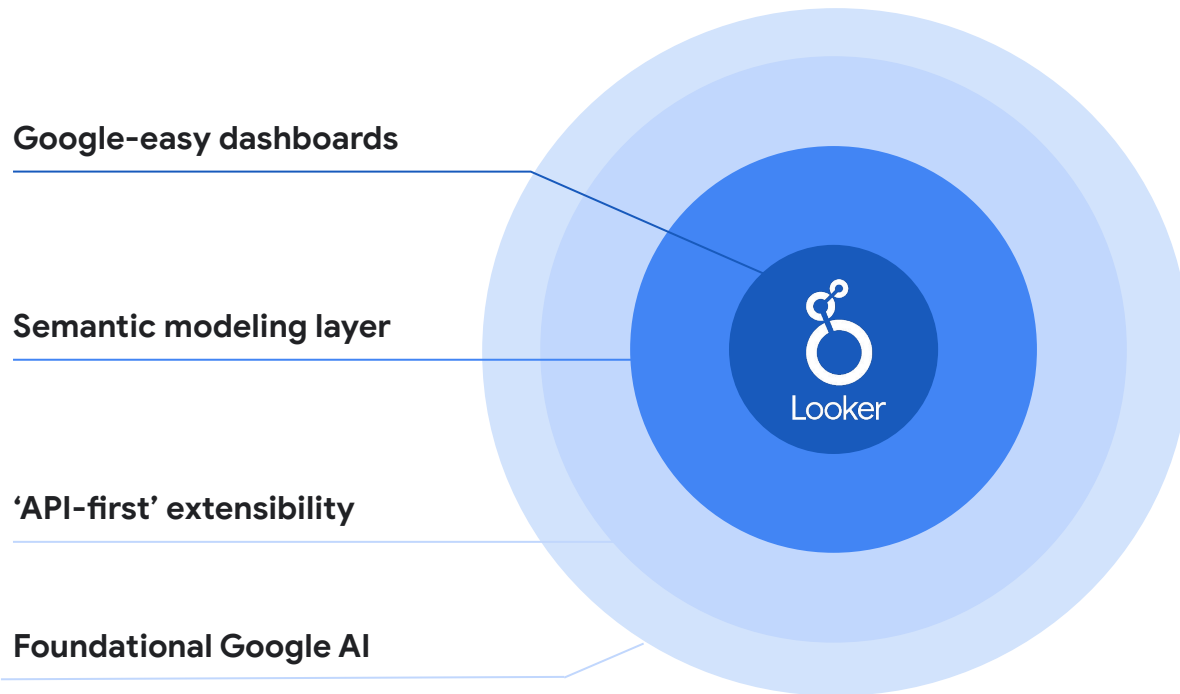 Google-easy dashboards
Semantic modeling layer
‘API-first’ extensibility
Foundational Google AI
Looker